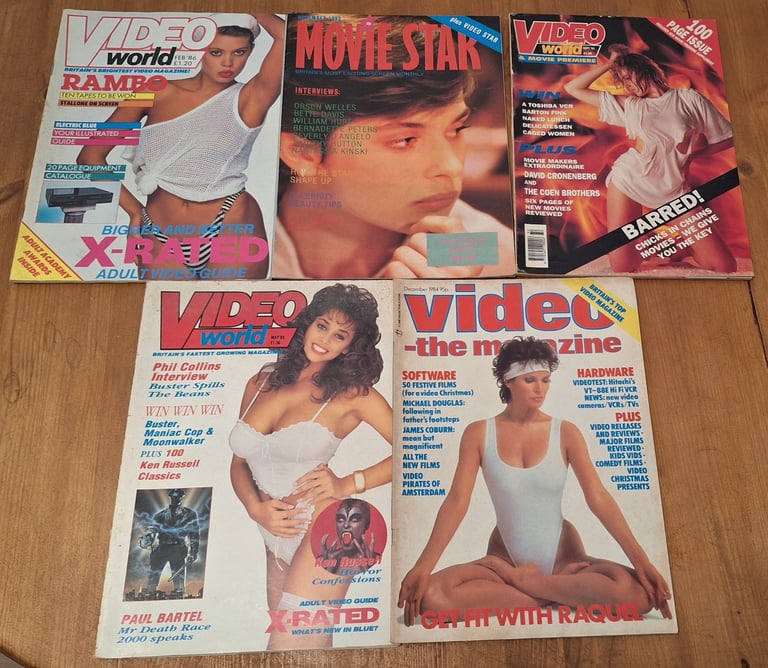 VIDEO
world
FEB '86
£1.20
BRITAIN'S BRIGHTEST VIDEO MAGAZINE!
RAMBO
TEN TAPES TO BE WON
STALLONE ON SCREEN
ELECTRIC BLUE
YOUR ILLUSTRATED
GUIDE
20 PAGE EQUIPMENT
CATALOGUE
BIGGER AND BETTER
X-RATED
ADULT VIDEO GUIDE
ADULT ACADEMY
AWARDS
INSIDE
plus VIDEO STAR
MOVIE STAR
BRITAIN'S MOST EXCITING SCREEN MONTHLY
INTERVIEWS:
ORSON WELLES
BETTE DAVIS
WILLIAM HURT
BERNADETTE PETERS
BEVERLY D'ANGELO
HUTTON
KINSKI
SHAPE UP
CELEBRITY
BEAUTY TIPS
VIDEO
world
& MOVIE PREMIERE
100
PAGE ISSUE
WIN
A TOSHIBA VCR
BARTON FINK
NAKED LUNCH
DELICATESSEN
CAGED WOMEN
PLUS
MOVIE MAKERS
EXTRAORDINAIRE
DAVID CRONENBERG
AND
THE COEN BROTHERS
SIX PAGES OF
NEW MOVIES
REVIEWED
BARRED!
CHICKS IN CHAINS
MOVIES - WE GIVE
YOU THE KEY
VIDEO
world
BRITAIN'S FASTEST GROWING MAGAZINE
Phil Collins
Interview
Buster Spills
The Beans
WIN WIN WIN
Buster,
Maniac Cop &
Moonwalker
PLUS 100
Ken Russell
Classics
Ken Russell
Horror
Confessions
PAUL BARTEL
Mr Death Race
2000 speaks
ADULT VIDEO GUIDE
X-RATED
WHAT'S NEW IN BLUE?
December 1984 95p
video
-the magazine
BRITAIN'S TOP
VIDEO MAGAZINE
SOFTWARE
50 FESTIVE FILMS
(for a video Christmas)
MICHAEL DOUGLAS:
following in
father's footsteps
JAMES COBURN:
mean but
magnificent
ALL THE
NEW FILMS
VIDEO
PIRATES OF
AMSTERDAM
HARDWARE
VIDEOTEST: Hitachi's
VT-88E Hi Fi VCR
NEWS: new video
cameras/VCRs/TVs
PLUS
VIDEO RELEASES
AND REVIEWS·
MAJOR FILMS
REVIEWED·
KIDS VIDS·
COMEDY FILMS·
VIDEO
CHRISTMAS
PRESENTS
GET FIT WITH RAQUEL